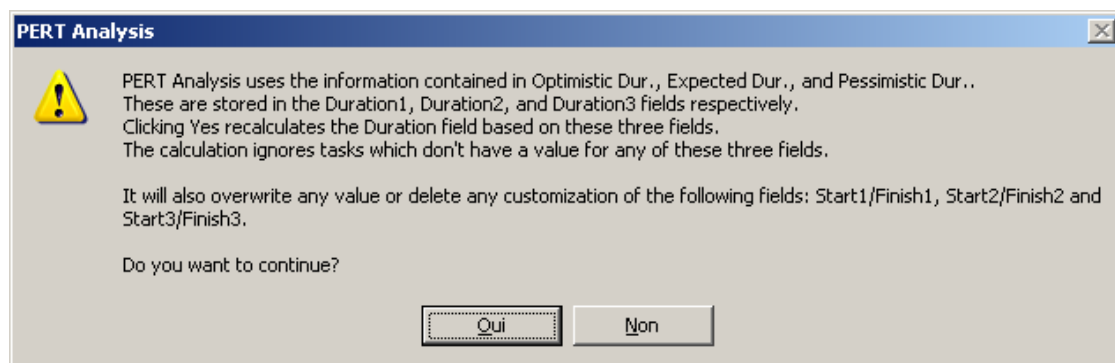 PERT Analysis
PERT Analysis uses the information contained in Optimistic Dur., Expected Dur., and Pessimistic Dur..
These are stored in the Duration1, Duration2, and Duration3 fields respectively.
Clicking Yes recalculates the Duration field based on these three fields.
The calculation ignores tasks which don't have a value for any of these three fields.
It will also overwrite any value or delete any customization of the following fields: Start1/Finish1, Start2/Finish2 and
Start3/Finish3.
Do you want to continue?
Oui
Non